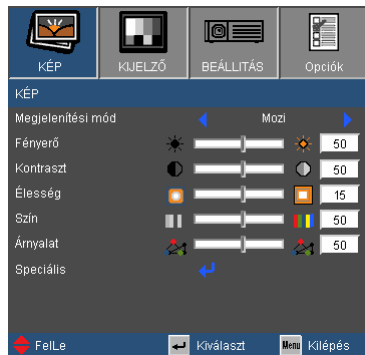 KÉP KIJELZŐ BEÁLLITÁS Opciók
KÉP
Megjelenítési mód Mozi
Fényerő 50
Kontraszt 50
Élesség 15
Szín 50
Árnyalat 50
Speciális
FelLe Kiválaszt Menu Kilépés